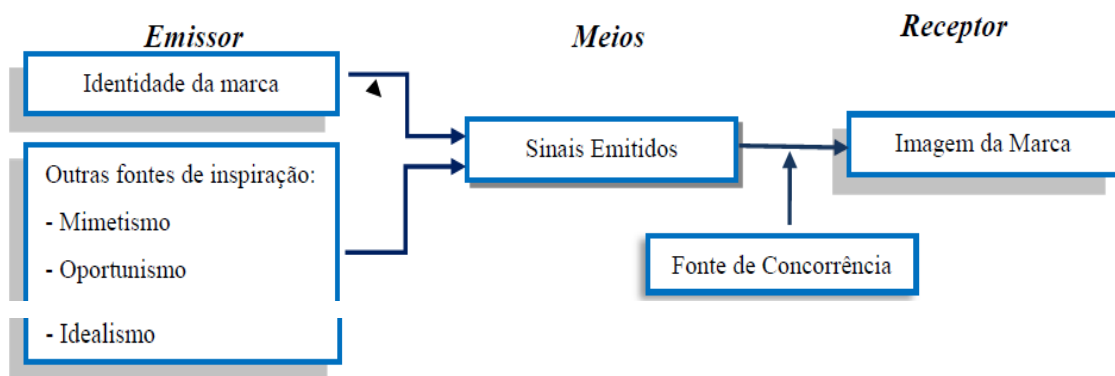 Emissor
Meios
Receptor
Identidade da marca
Outras fontes de inspiração:
- Mimetismo
- Oportunismo
- Idealismo
Sinais Emitidos
Imagem da Marca
Fonte de Concorrência